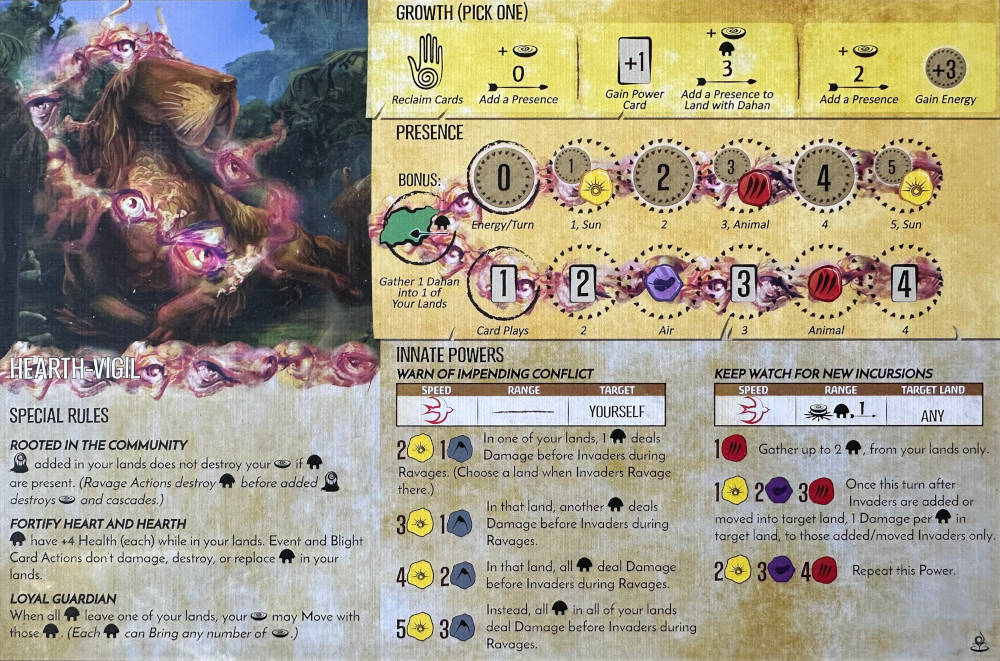 GROWTH (PICK ONE)
+
0
Reclaim Cards
Add a Presence
+1
+
3
Gain Power
Card
Add a Presence to
Land with Dahan
+
2
+3
Add a Presence
Gain Energy
PRESENCE
BONUS:
0
1
2
3
4
5
Energy/Turn
1, Sun
2
3, Animal
4
5, Sun
Gather 1 Dahan
into 1 of
Your Lands
1
2
3
4
Card Plays
2
Air
3
Animal
4
HEARTH-VIGIL
SPECIAL RULES
ROOTED IN THE COMMUNITY
added in your lands does not destroy your if
are present. (Ravage Actions destroy before added
destroys and cascades.)
FORTIFY HEART AND HEARTH
have +4 Health (each) while in your lands. Event and Blight
Card Actions don't damage, destroy, or replace in your
lands.
LOYAL GUARDIAN
When all leave one of your lands, your may Move with
those . (Each can Bring any number of .)
INNATE POWERS
WARN OF IMPENDING CONFLICT
SPEED RANGE TARGET
YOURSELF
2 1 In one of your lands, 1 deals
Damage before Invaders during
Ravages. (Choose a land when Invaders Ravage
there.)
3 1 In that land, another deals
Damage before Invaders during
Ravages.
4 2 In that land, all deal Damage
before Invaders during Ravages.
5 3 Instead, all in all of your lands
deal Damage before Invaders during
Ravages.
KEEP WATCH FOR NEW INCURSIONS
SPEED RANGE TARGET LAND
, 1
ANY
1 Gather up to 2 , from your lands only.
1 2 3 Once this turn after
Invaders are added or
moved into target land, 1 Damage per in
target land, to those added/moved Invaders only.
2 3 4 Repeat this Power.